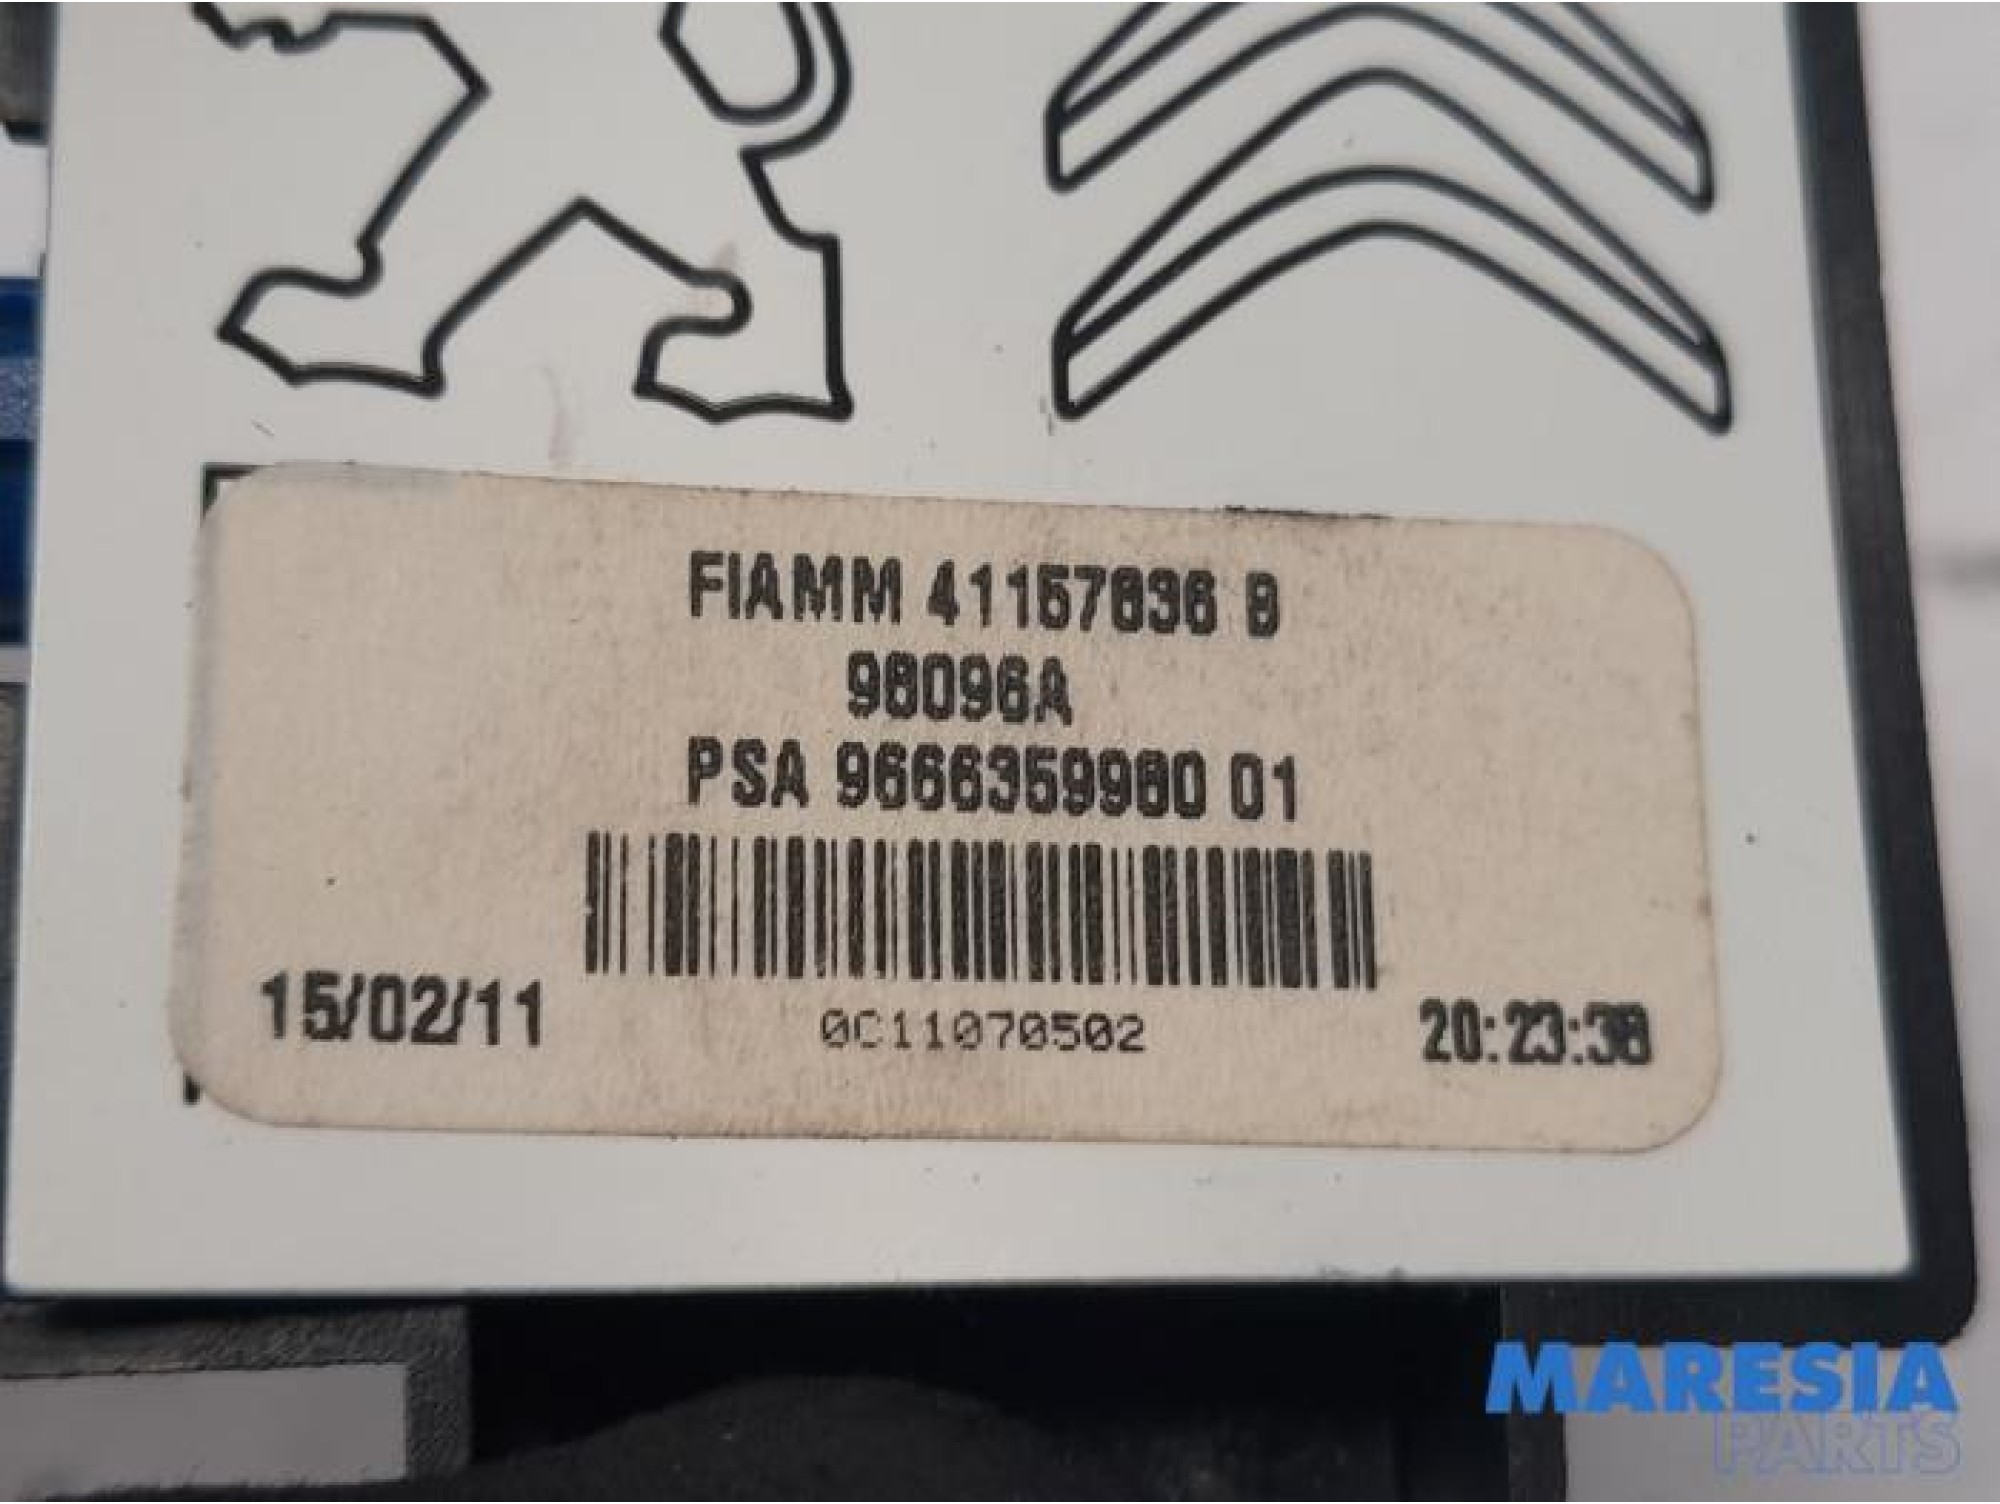 FIAMM 41157636 B
98096A
PSA 9666359980 01
15/02/11
0C11070502
20:23:38
MARESIA
PARTS